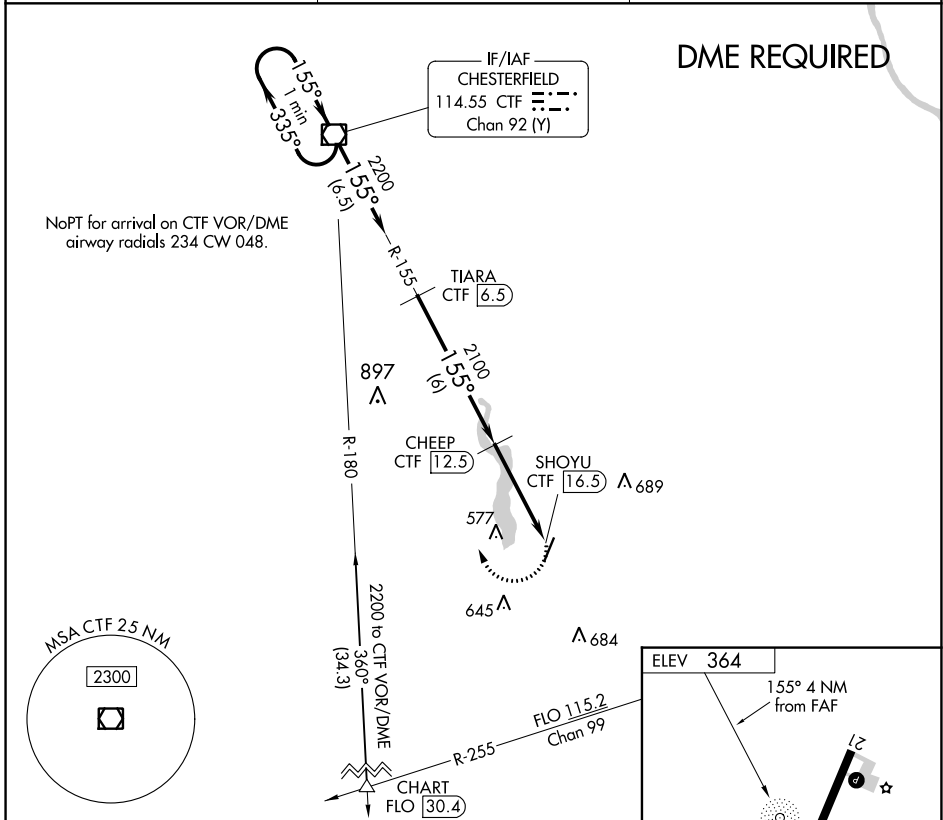 DME REQUIRED
IF/IAF
CHESTERFIELD
114.55 CTF
Chan 92 (Y)
155°
1 min
335°
2200
155°
(6.5)
NoPT for arrival on CTF VOR/DME
airway radials 234 CW 048.
R-155
TIARA
CTF 6.5
2100
155°
(6)
897
R-180
CHEEP
CTF 12.5
SHOYU
CTF 16.5
689
577
645
684
2200 to CTF VOR/DME
360°
(34.3)
MSA CTF 25 NM
2300
ELEV 364
155° 4 NM
from FAF
21
P
FLO 115.2
Chan 99
R-255
CHART
FLO 30.4